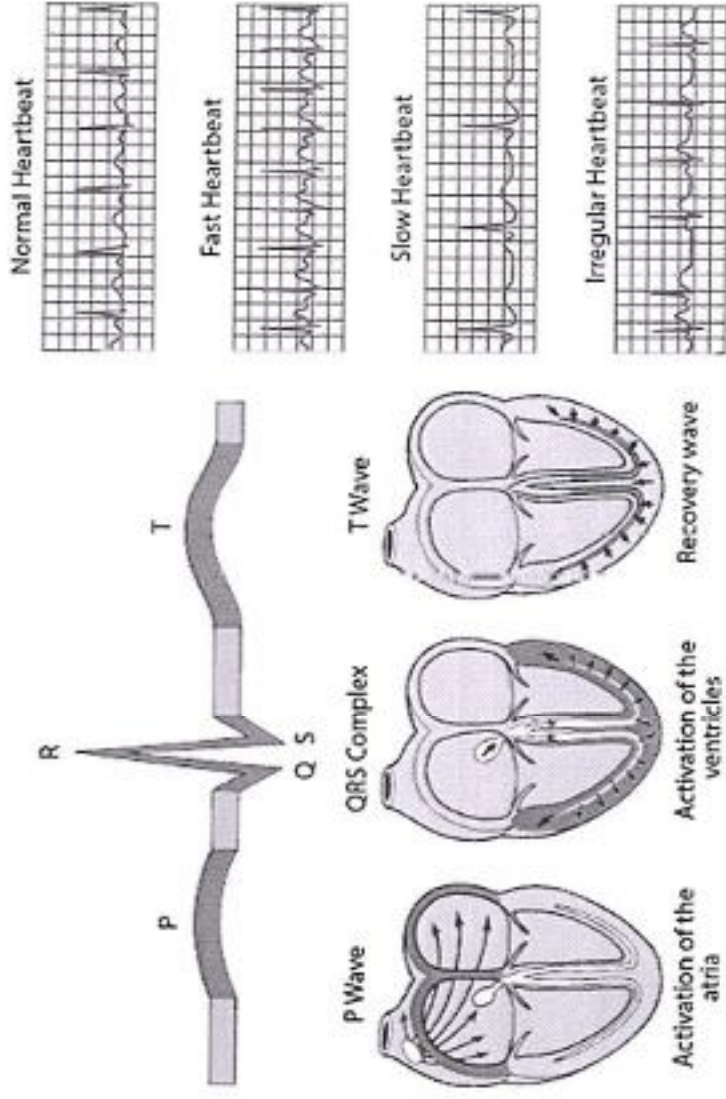 P
R
Q
S
T
P Wave
QRS Complex
T Wave
Activation of the
atria
Activation of the
ventricles
Recovery wave
Normal Heartbeat
Fast Heartbeat
Slow Heartbeat
Irregular Heartbeat